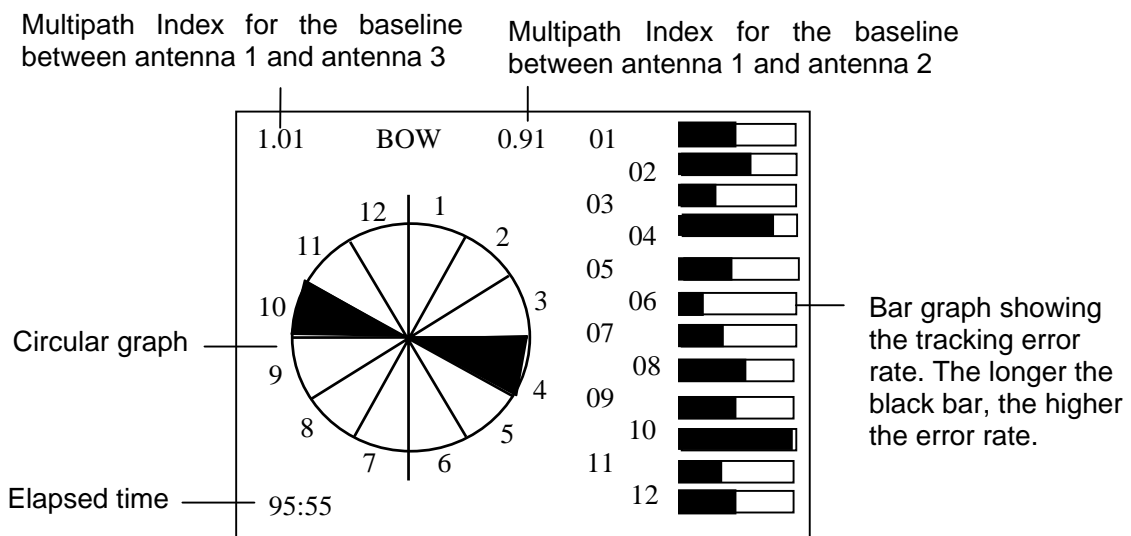 Multipath Index for the baseline
between antenna 1 and antenna 3
Multipath Index for the baseline
between antenna 1 and antenna 2
1.01 BOW 0.91
12 1
11 2
10 3
9 4
8 5
7 6
Circular graph
Elapsed time
95:55
01
02
03
04
05
06
07
08
09
10
11
12
Bar graph showing
the tracking error
rate. The longer the
black bar, the higher
the error rate.